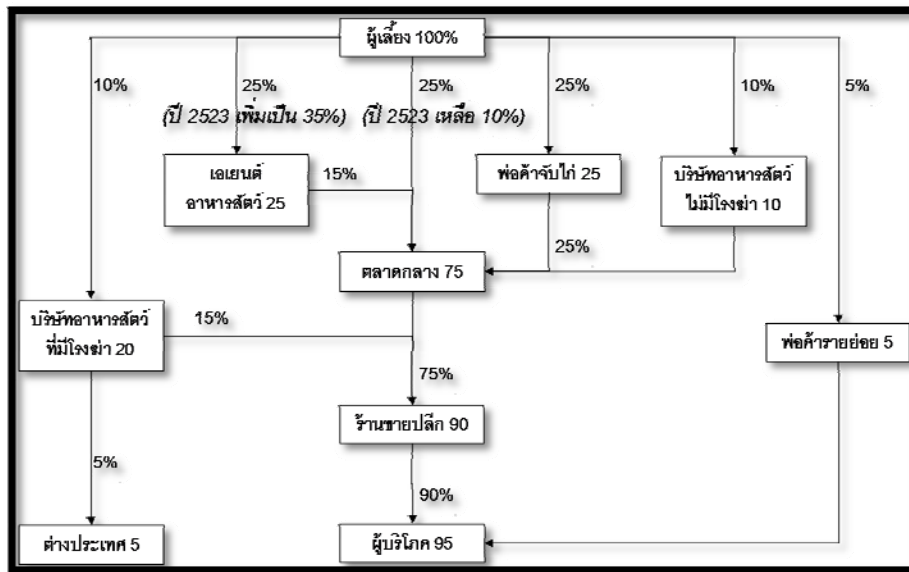 ผู้เลี้ยง 100%
10%
25%
25%
25%
10%
5%
(ปี 2523 เพิ่มเป็น 35%)
(ปี 2523 เหลือ 10%)
เอเยนต์
อาหารสัตว์ 25
15%
พ่อค้าจับไก่ 25
บริษัทอาหารสัตว์
ไม่มีโรงฆ่า 10
25%
ตลาดกลาง 75
บริษัทอาหารสัตว์
ที่มีโรงฆ่า 20
15%
พ่อค้ารายย่อย 5
75%
ร้านขายปลีก 90
5%
90%
ต่างประเทศ 5
ผู้บริโภค 95